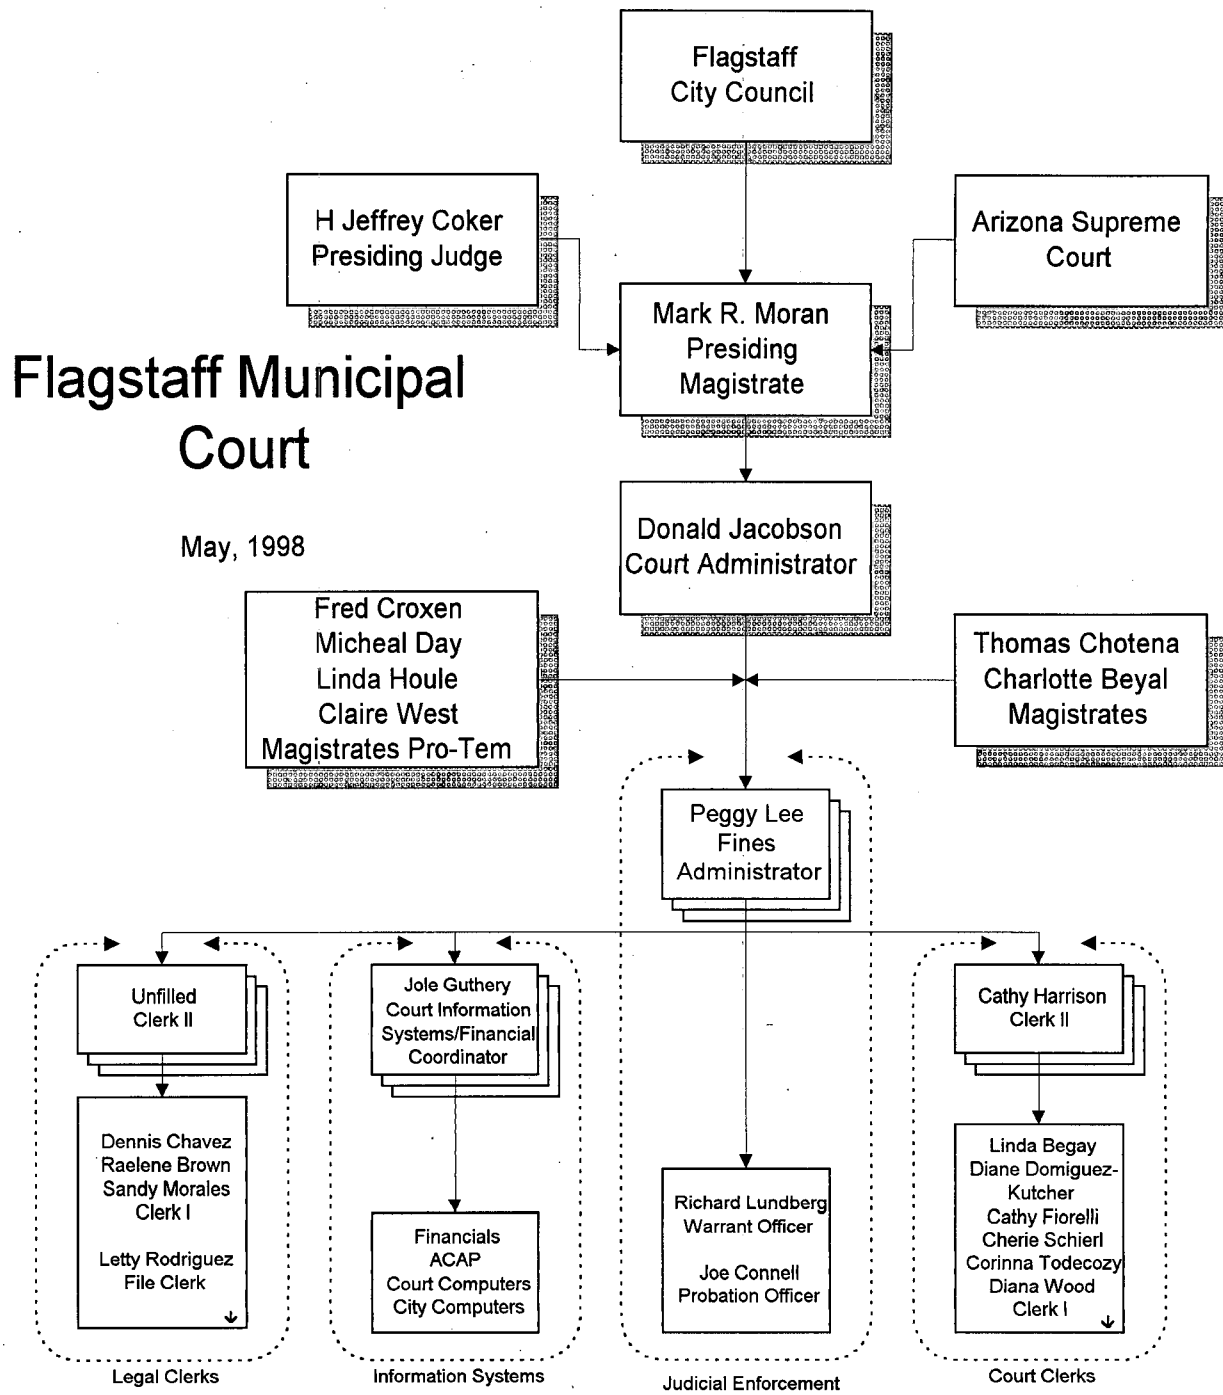 Flagstaff
City Council
H Jeffrey Coker
Presiding Judge
Arizona Supreme
Court
Mark R. Moran
Presiding
Magistrate
Flagstaff Municipal
Court
May, 1998
Donald Jacobson
Court Administrator
Fred Croxen
Micheal Day
Linda Houle
Claire West
Magistrates Pro-Tem
Thomas Chotena
Charlotte Beyal
Magistrates
Peggy Lee
Fines
Administrator
Unfilled
Clerk II
Jole Guthery
Court Information
Systems/Financial
Coordinator
Cathy Harrison
Clerk II
Dennis Chavez
Raelene Brown
Sandy Morales
Clerk I
Letty Rodriguez
File Clerk
Financials
ACAP
Court Computers
City Computers
Richard Lundberg
Warrant Officer
Joe Connell
Probation Officer
Linda Begay
Diane Domiguez-
Kutcher
Cathy Fiorelli
Cherie Schierl
Corinna Todecozy
Diana Wood
Clerk I
Legal Clerks
Information Systems
Judicial Enforcement
Court Clerks